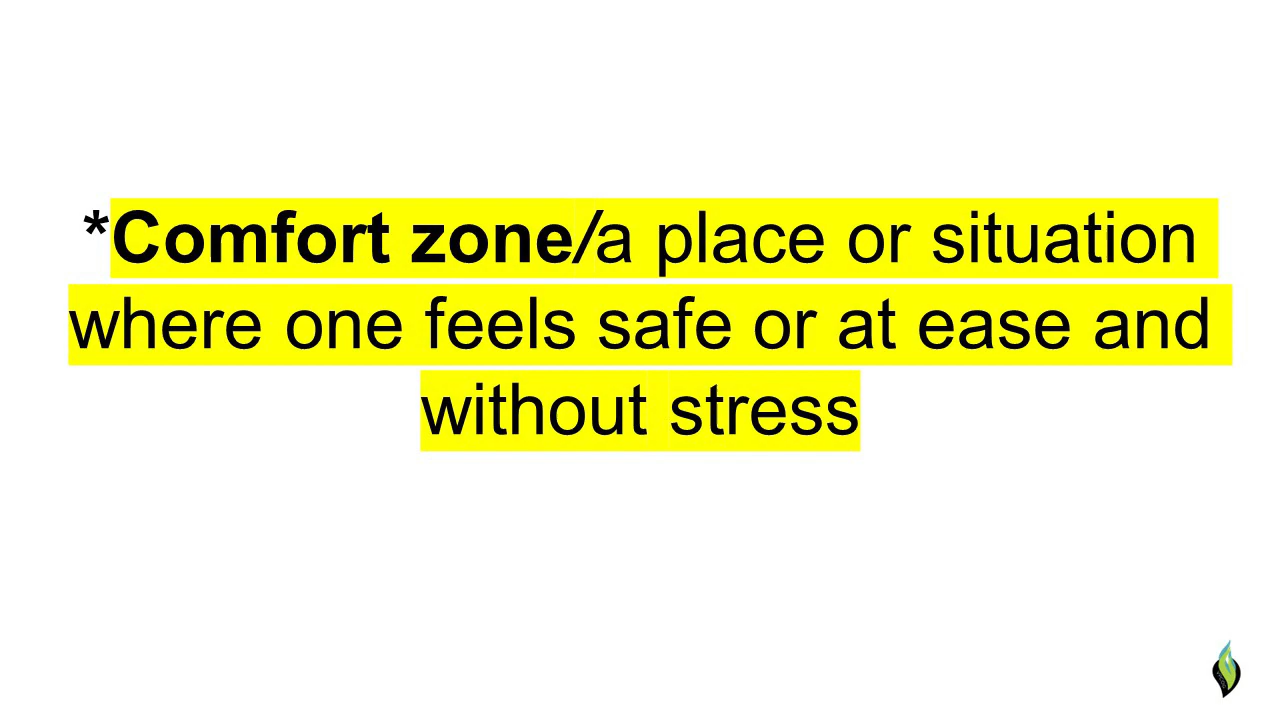 *Comfort zone/a place or situation
where one feels safe or at ease and
without stress